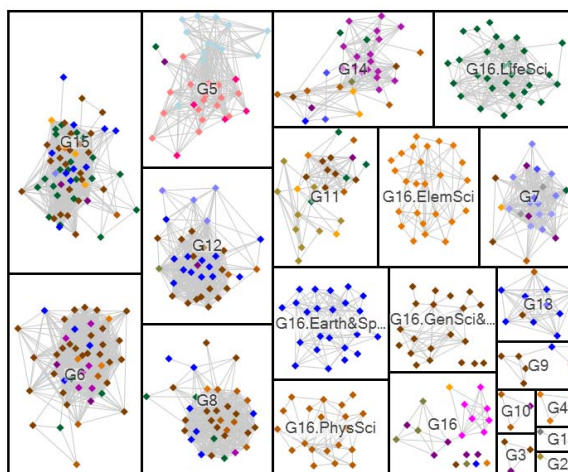 G15
G5
G14
G16.LifeSci
G11
G16.ElemSci
G7
G12
G16.Earth&Sp...
G16.GenSci&...
G13
G9
G6
G8
G16.PhysSci
G16
G10
G4
G1
G3
G2